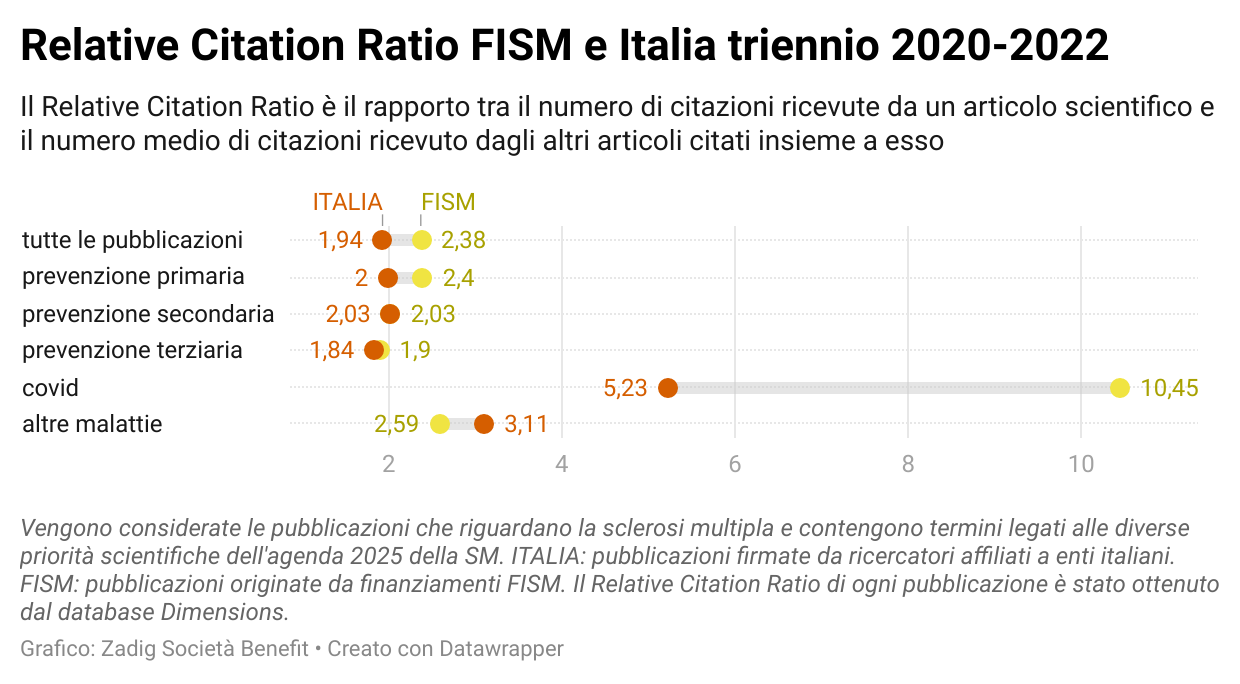 Relative Citation Ratio FISM e Italia triennio 2020-2022
Il Relative Citation Ratio è il rapporto tra il numero di citazioni ricevute da un articolo scientifico e
il numero medio di citazioni ricevuto dagli altri articoli citati insieme a esso
ITALIA FISM
tutte le pubblicazioni 1,94 2,38
prevenzione primaria 2 2,4
prevenzione secondaria 2,03 2,03
prevenzione terziaria 1,84 1,9
covid 5,23 10,45
altre malattie 2,59 3,11
2 4 6 8 10
Vengono considerate le pubblicazioni che riguardano la sclerosi multipla e contengono termini legati alle diverse
priorità scientifiche dell'agenda 2025 della SM. ITALIA: pubblicazioni firmate da ricercatori affiliati a enti italiani.
FISM: pubblicazioni originate da finanziamenti FISM. Il Relative Citation Ratio di ogni pubblicazione è stato ottenuto
dal database Dimensions.
Grafico: Zadig Società Benefit • Creato con Datawrapper